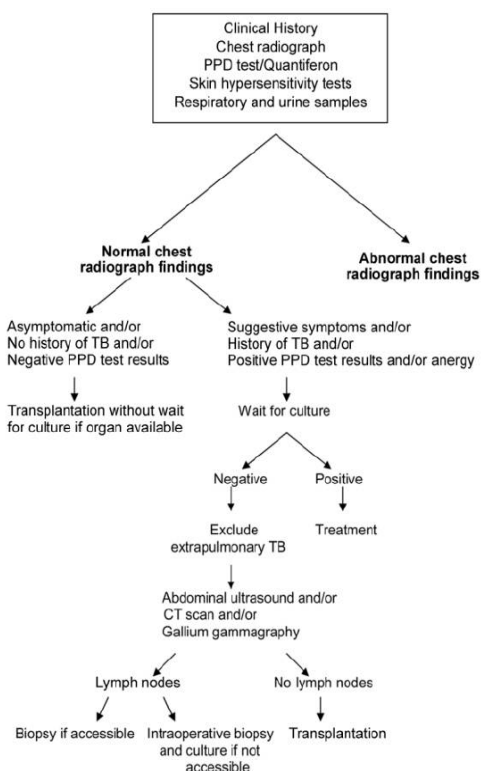 Clinical History
Chest radiograph
PPD test/Quantiferon
Skin hypersensitivity tests
Respiratory and urine samples
Normal chest
radiograph findings
Abnormal chest
radiograph findings
Asymptomatic and/or
No history of TB and/or
Negative PPD test results
Suggestive symptoms and/or
History of TB and/or
Positive PPD test results and/or anergy
Transplantation without wait
for culture if organ available
Wait for culture
Negative
Positive
Exclude
extrapulmonary TB
Treatment
Abdominal ultrasound and/or
CT scan and/or
Gallium gammagraphy
Lymph nodes
No lymph nodes
Biopsy if accessible
Intraoperative biopsy
and culture if not
accessible
Transplantation